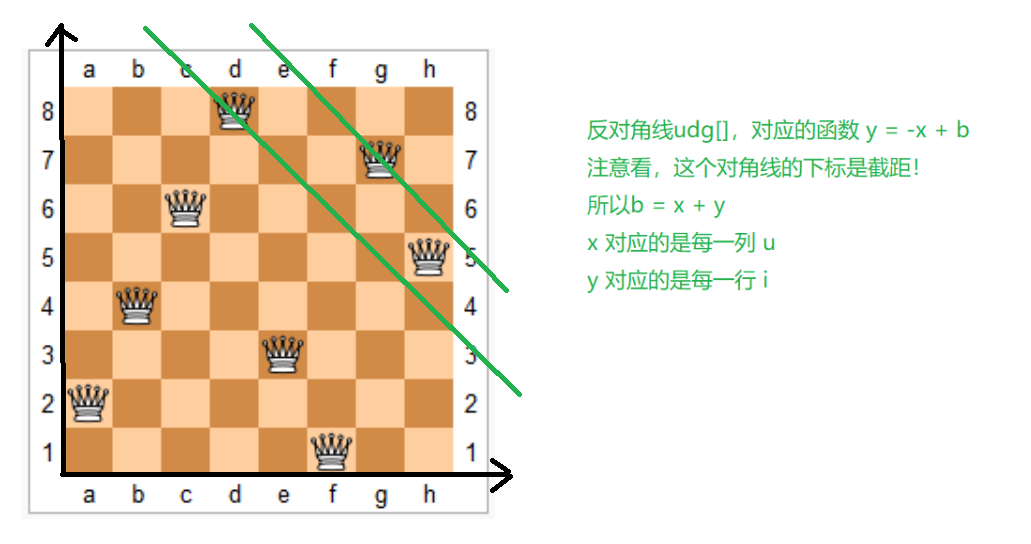 a b c d e f g h
8 8
7 7
6 6
5 5
4 4
3 3
2 2
1 1
a b c d e f g h
反对角线udg[]，对应的函数 y = -x + b
注意看，这个对角线的下标是截距！
所以b = x + y
x 对应的是每一列 u
y 对应的是每一行 i